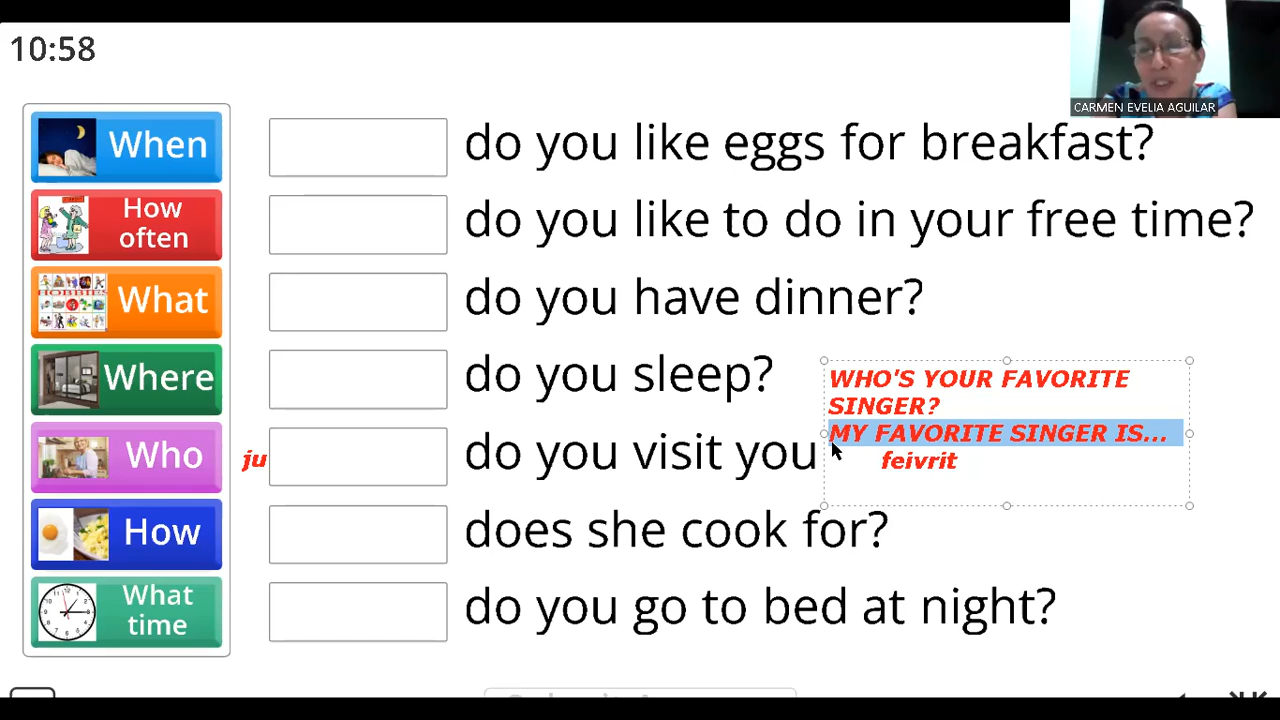 10:58
CARMEN EVELIA AGUILAR
When
do you like eggs for breakfast?
How
often
do you like to do in your free time?
What
HOBBIES
do you have dinner?
Where
do you sleep?
WHO'S YOUR FAVORITE
SINGER?
MY FAVORITE SINGER IS...
feivrit
Who
ju
do you visit you
How
does she cook for?
What
time
do you go to bed at night?